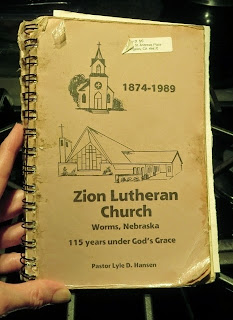 1874-1989
Zion Lutheran
Church
Worms, Nebraska
115 years under God's Grace
Pastor Lyle D. Hansen